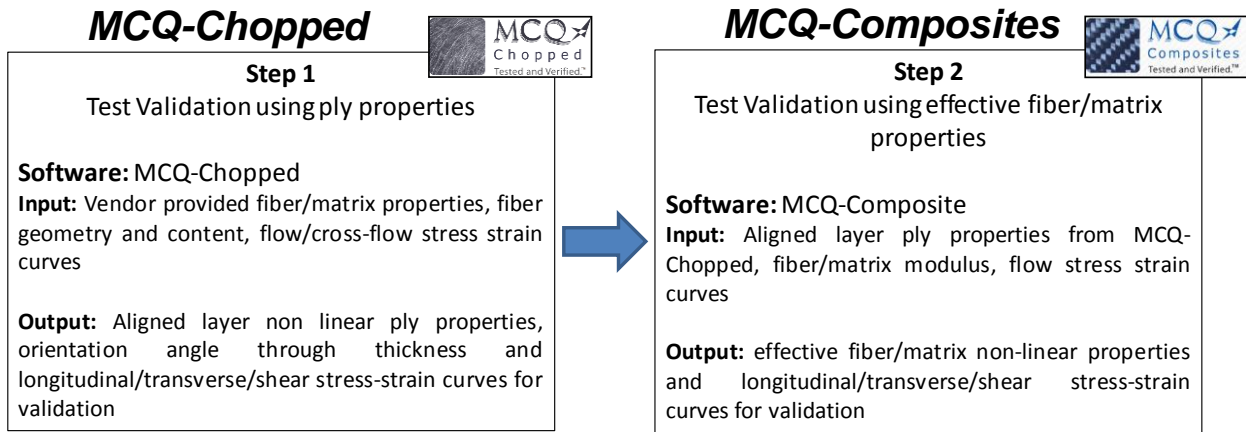 MCQ-Chopped
MCQ
Chopped
Tested and Verified.™
Step 1
Test Validation using ply properties
Software: MCQ-Chopped
Input: Vendor provided fiber/matrix properties, fiber
geometry and content, flow/cross-flow stress strain
curves
Output: Aligned layer non linear ply properties,
orientation angle through thickness and
longitudinal/transverse/shear stress-strain curves for
validation
MCQ-Composites
MCQ
Composites
Tested and Verified.™
Step 2
Test Validation using effective fiber/matrix
properties
Software: MCQ-Composite
Input: Aligned layer ply properties from MCQ-
Chopped, fiber/matrix modulus, flow stress strain
curves
Output: effective fiber/matrix non-linear properties
and longitudinal/transverse/shear stress-strain
curves for validation